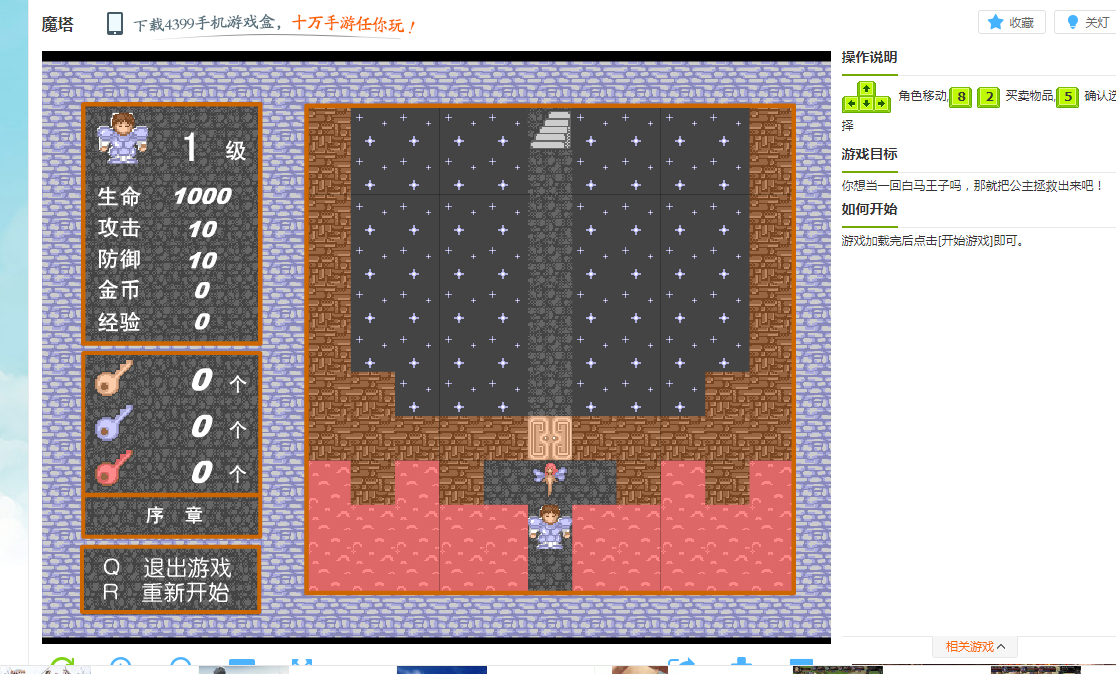 魔塔
下载4399手机游戏盒，十万手游任你玩！
收藏
关灯
1 级
生命 1000
攻击 10
防御 10
金币 0
经验 0
0 个
0 个
0 个
序 章
Q 退出游戏
R 重新开始
操作说明
角色移动, 8 2 买卖物品, 5 确认选
择
游戏目标
你想当一回白马王子吗，那就把公主拯救出来吧！
如何开始
游戏加载完后点击[开始游戏]即可。
相关游戏